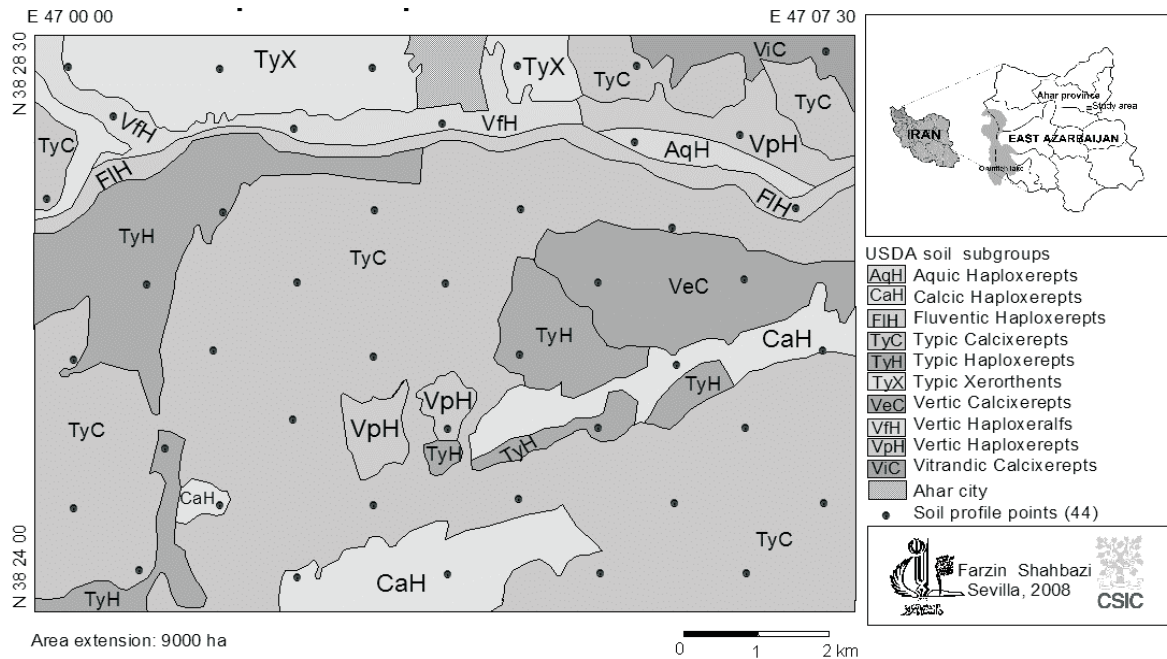 E 47 00 00
E 47 07 30
N 38 28 30
N 38 24 00
TyX
TyX
TyC
ViC
TyC
VfH
VfH
TyC
AqH
VpH
FlH
FlH
TyH
TyC
VeC
TyH
CaH
TyH
VpH
VpH
TyC
TyH
TyH
CaH
TyC
CaH
TyH
Area extension: 9000 ha
0 1 2 km
Ahar province
Study area
IRAN
EAST AZARBAIJAN
USDA soil subgroups
AqH Aquic Haploxerepts
CaH Calcic Haploxerepts
FlH Fluventic Haploxerepts
TyC Typic Calcixerepts
TyH Typic Haploxerepts
TyX Typic Xerorthents
VeC Vertic Calcixerepts
VfH Vertic Haploxeralfs
VpH Vertic Haploxerepts
ViC Vitrandic Calcixerepts
Ahar city
Soil profile points (44)
Farzin Shahbazi
Sevilla, 2008
CSIC